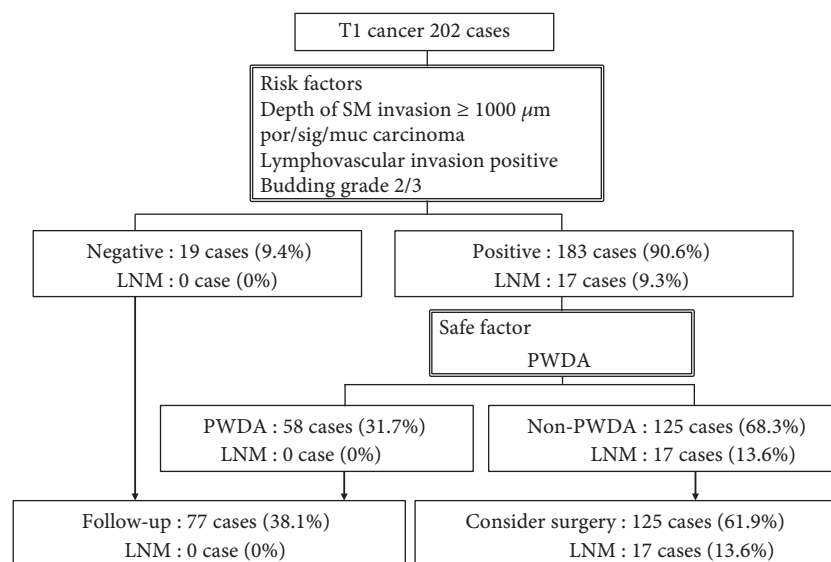 T1 cancer 202 cases
Risk factors
Depth of SM invasion ≥ 1000 μm
por/sig/muc carcinoma
Lymphovascular invasion positive
Budding grade 2/3
Negative : 19 cases (9.4%)
LNM : 0 case (0%)
Positive : 183 cases (90.6%)
LNM : 17 cases (9.3%)
Safe factor
PWDA
PWDA : 58 cases (31.7%)
LNM : 0 case (0%)
Non-PWDA : 125 cases (68.3%)
LNM : 17 cases (13.6%)
Follow-up : 77 cases (38.1%)
LNM : 0 case (0%)
Consider surgery : 125 cases (61.9%)
LNM : 17 cases (13.6%)